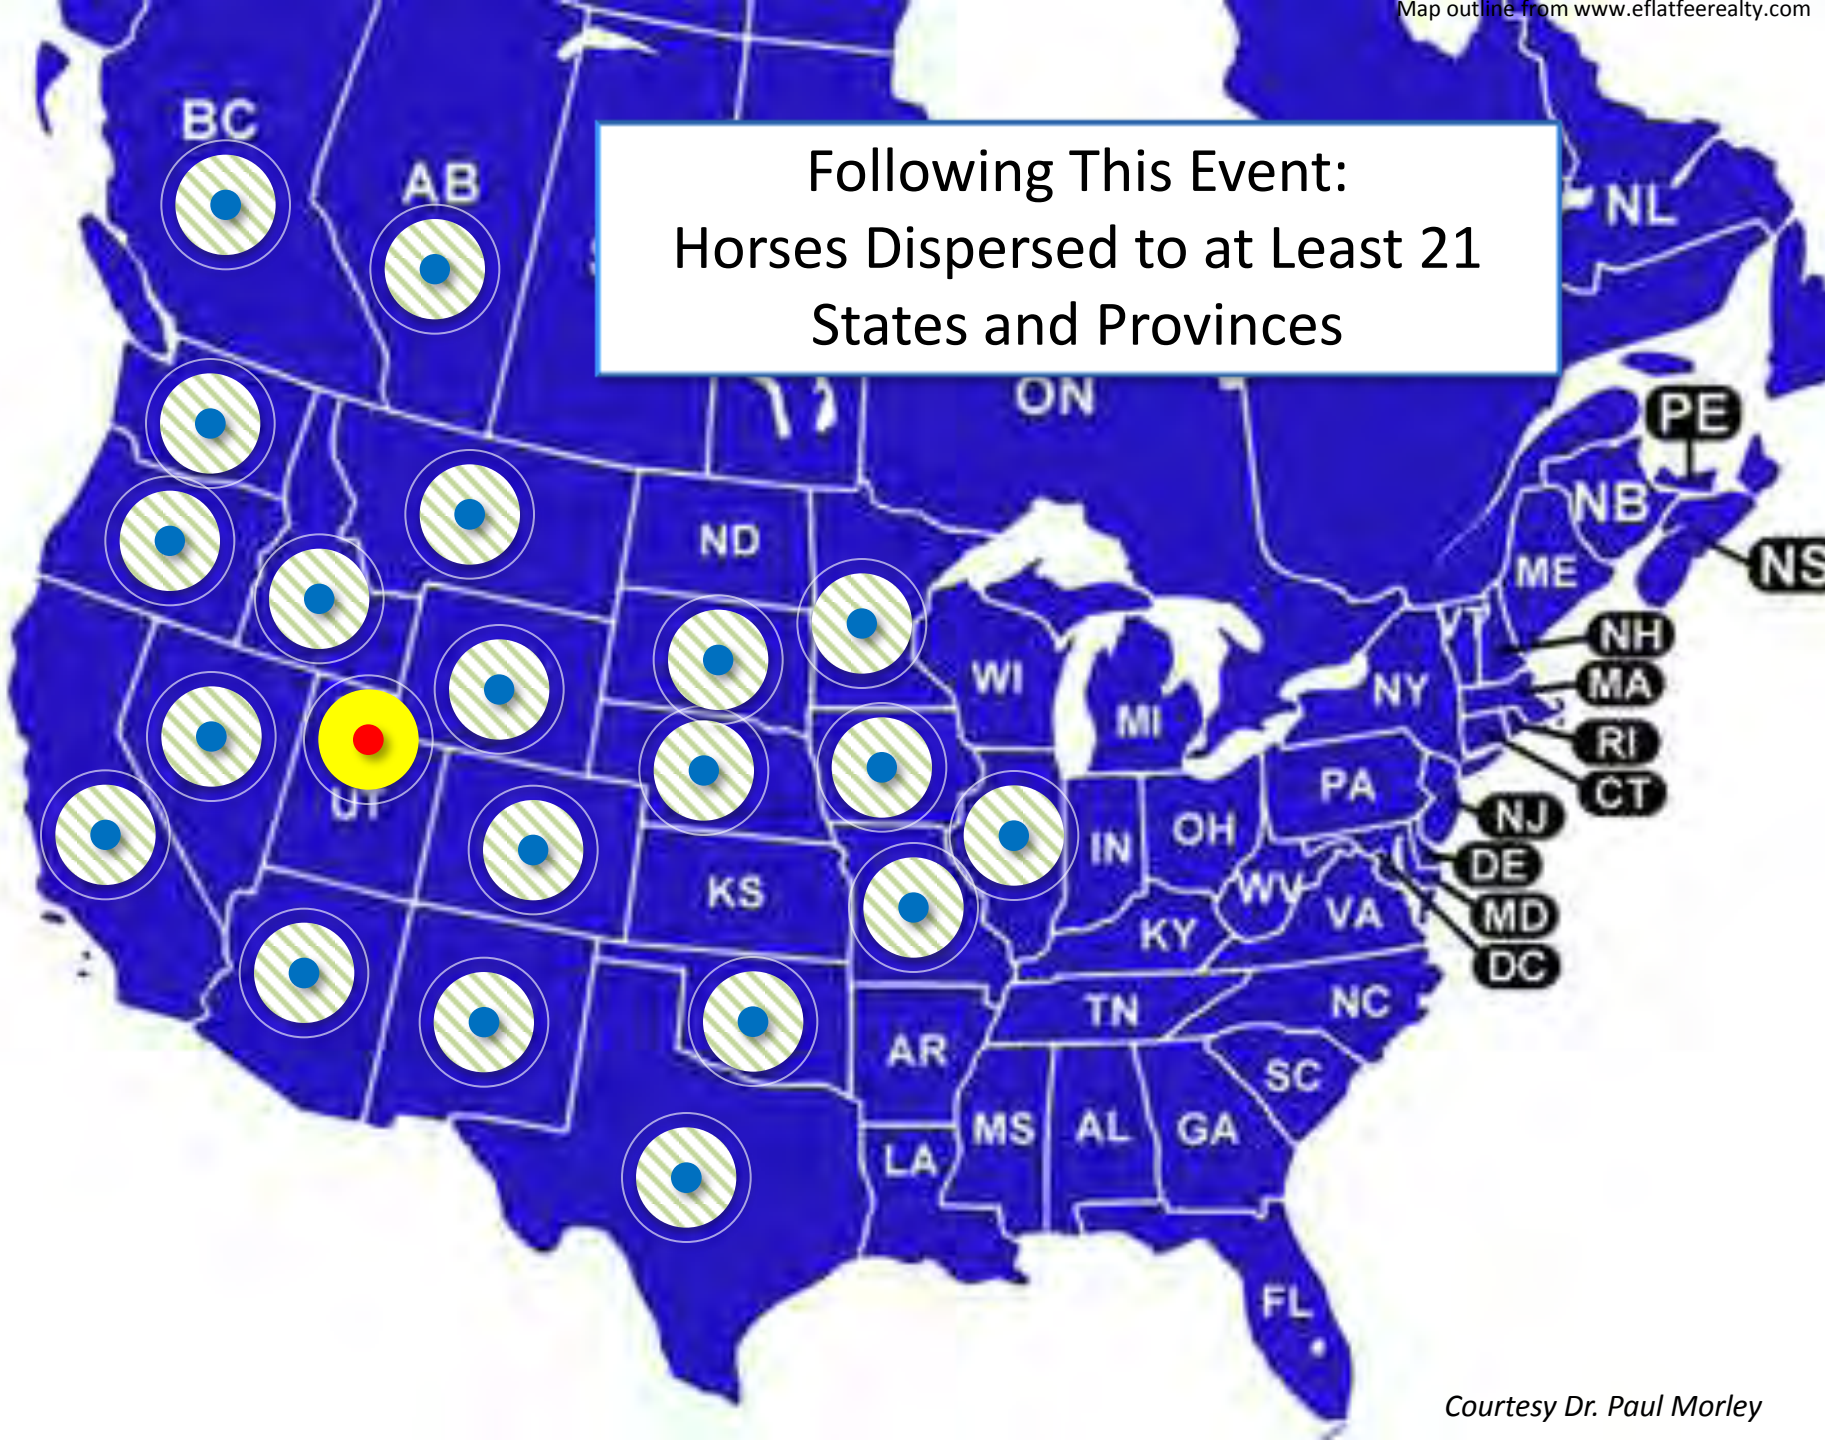 Map outline from www.eflatfeerealty.com
BC
AB
Following This Event:
Horses Dispersed to at Least 21
States and Provinces
NL
ON
PE
NB
NS
ND
ME
VT
NH
WI
MI
NY
MA
RI
UT
PA
CT
NJ
IN
OH
DE
KS
WV
VA
MD
KY
DC
TN
NC
AR
SC
MS
AL
GA
LA
FL
Courtesy Dr. Paul Morley